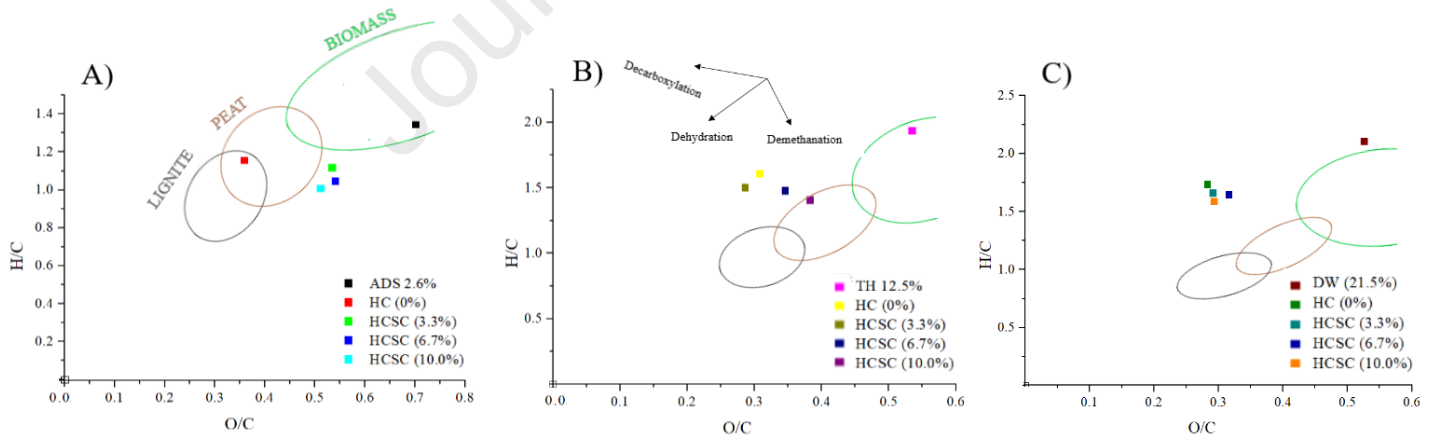 Jour
A)
BIOMASS
PEAT
LIGNITE
H/C
1.4
1.2
1.0
0.8
0.6
0.4
0.2
0.0 0.1 0.2 0.3 0.4 0.5 0.6 0.7 0.8
O/C
ADS 2.6%
HC (0%)
HCSC (3.3%)
HCSC (6.7%)
HCSC (10.0%)
B)
Decarboxylation
Dehydration
Demethanation
H/C
2.0
1.5
1.0
0.5
0.0 0.1 0.2 0.3 0.4 0.5 0.6
O/C
TH 12.5%
HC (0%)
HCSC (3.3%)
HCSC (6.7%)
HCSC (10.0%)
C)
H/C
2.5
2.0
1.5
1.0
0.5
0.1 0.2 0.3 0.4 0.5 0.6
O/C
DW (21.5%)
HC (0%)
HCSC (3.3%)
HCSC (6.7%)
HCSC (10.0%)